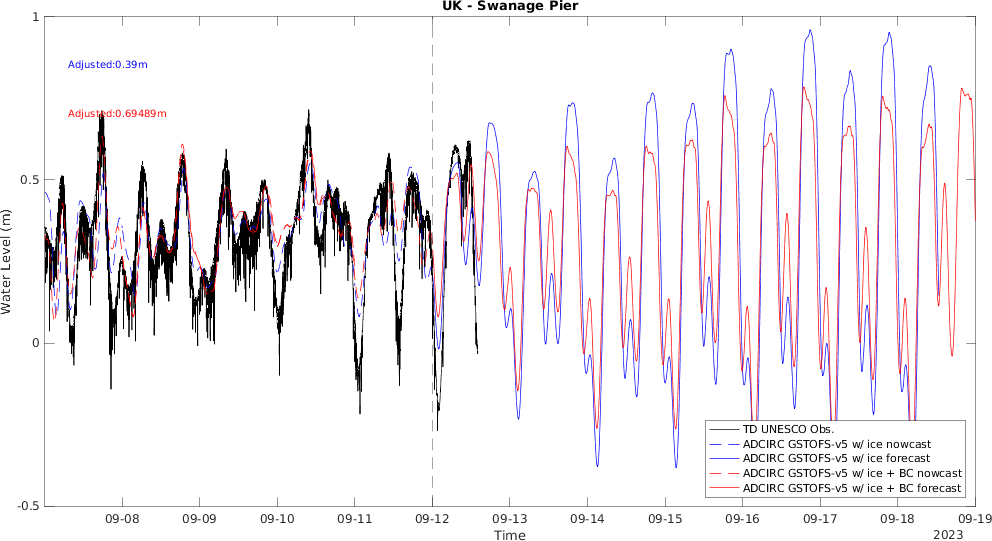 UK - Swanage Pier
1
0.5
0
-0.5
Water Level (m)
Adjusted:0.39m
Adjusted:0.69489m
TD UNESCO Obs.
ADCIRC GSTOFS-v5 w/ ice nowcast
ADCIRC GSTOFS-v5 w/ ice forecast
ADCIRC GSTOFS-v5 w/ ice + BC nowcast
ADCIRC GSTOFS-v5 w/ ice + BC forecast
09-08 09-09 09-10 09-11 09-12 09-13 09-14 09-15 09-16 09-17 09-18 09-19
Time
2023